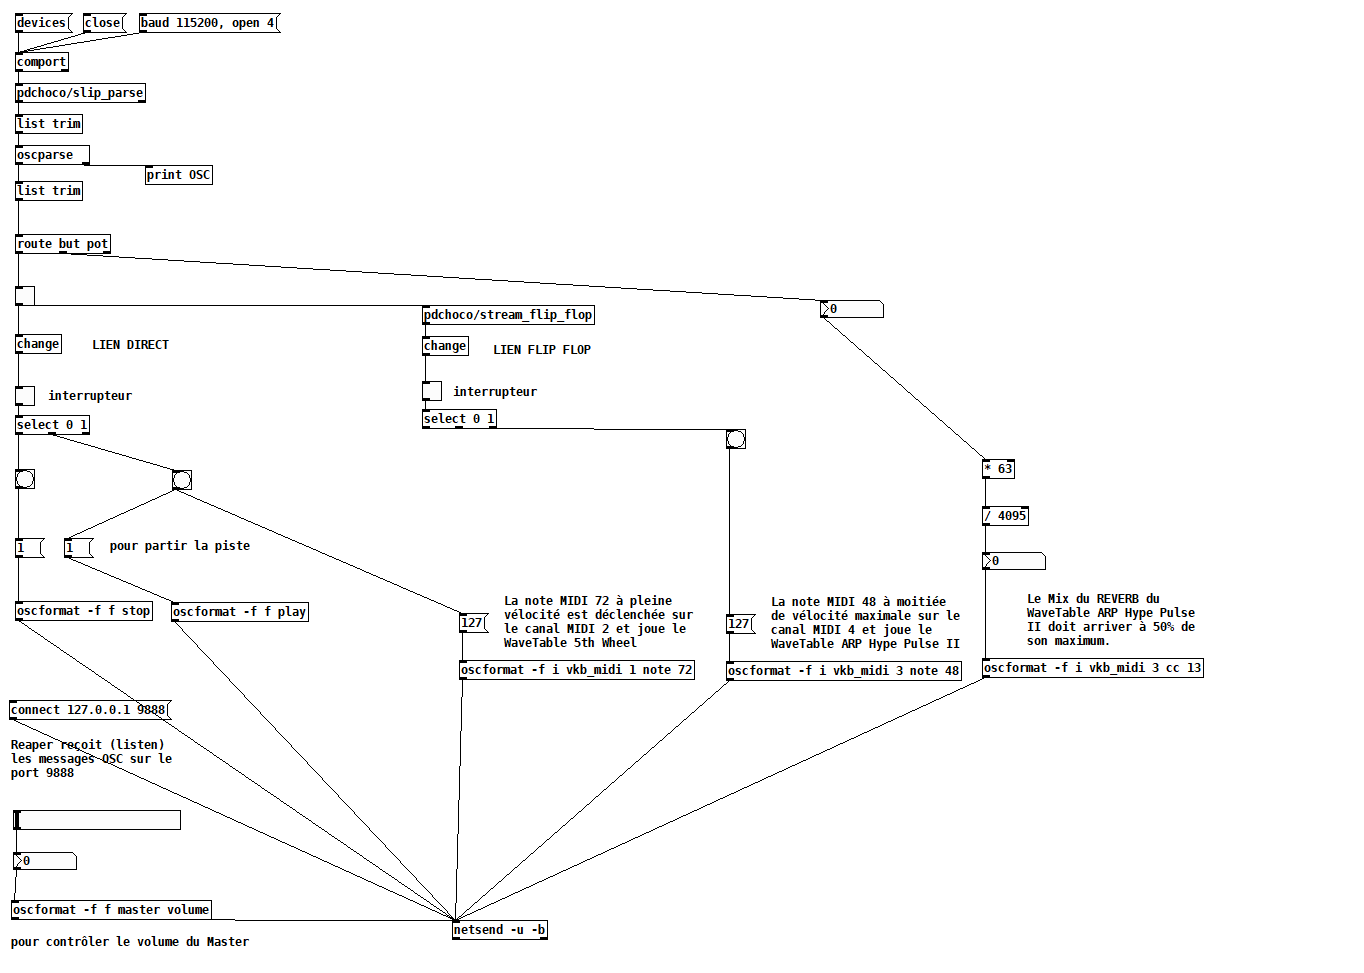 devices
close
baud 115200, open 4
comport
pdchoco/slip_parse
list trim
oscparse
print OSC
list trim
route but pot
0
pdchoco/stream_flip_flop
change
LIEN DIRECT
change
LIEN FLIP FLOP
interrupteur
interrupteur
select 0 1
select 0 1
* 63
/ 4095
0
1
1
pour partir la piste
oscformat -f f stop
oscformat -f f play
127
La note MIDI 72 à pleine
vélocité est déclenchée sur
le canal MIDI 2 et joue le
WaveTable 5th Wheel
oscformat -f i vkb_midi 1 note 72
127
La note MIDI 48 à moitiée
de vélocité maximale sur le
canal MIDI 4 et joue le
WaveTable ARP Hype Pulse II
oscformat -f i vkb_midi 3 note 48
Le Mix du REVERB du
WaveTable ARP Hype Pulse
II doit arriver à 50% de
son maximum.
oscformat -f i vkb_midi 3 cc 13
connect 127.0.0.1 9888
Reaper reçoit (listen)
les messages OSC sur le
port 9888
0
oscformat -f f master volume
netsend -u -b
pour contrôler le volume du Master